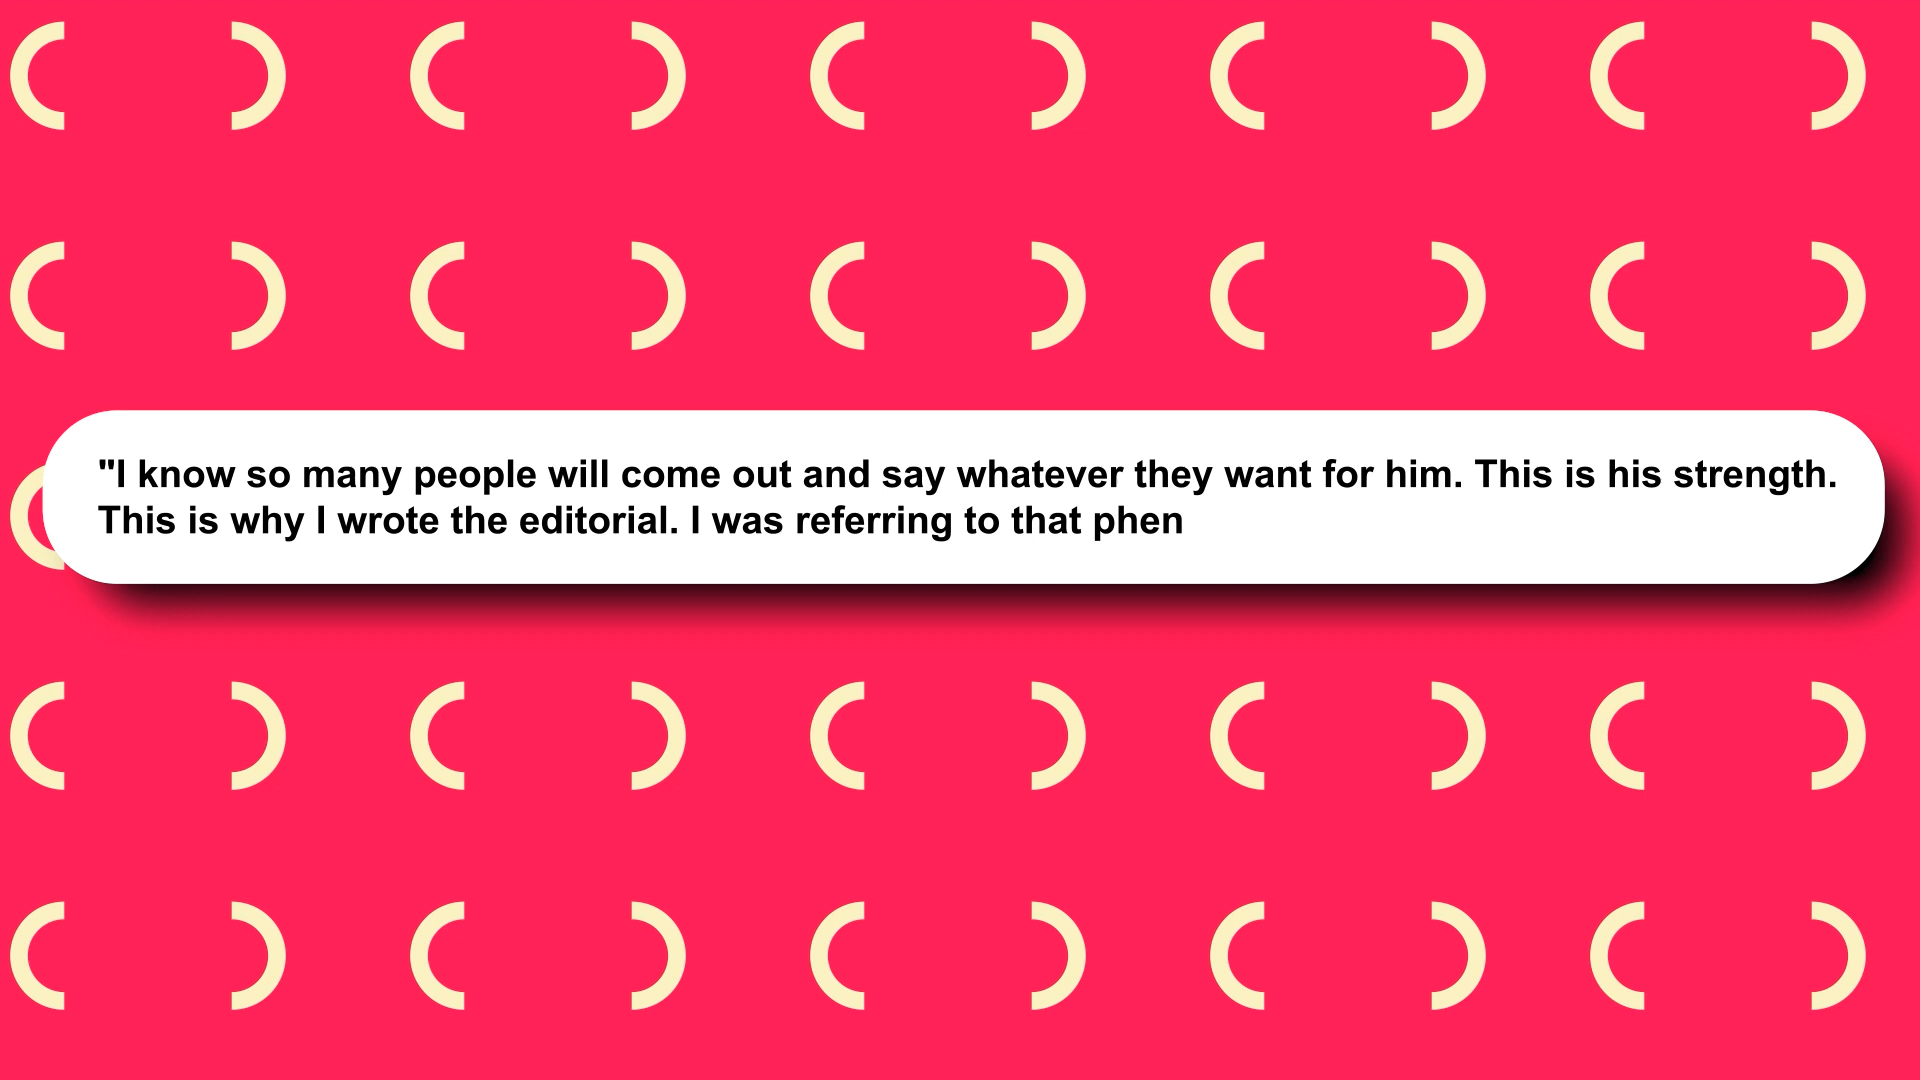 "I know so many people will come out and say whatever they want for him. This is his strength.
This is why I wrote the editorial. I was referring to that phen